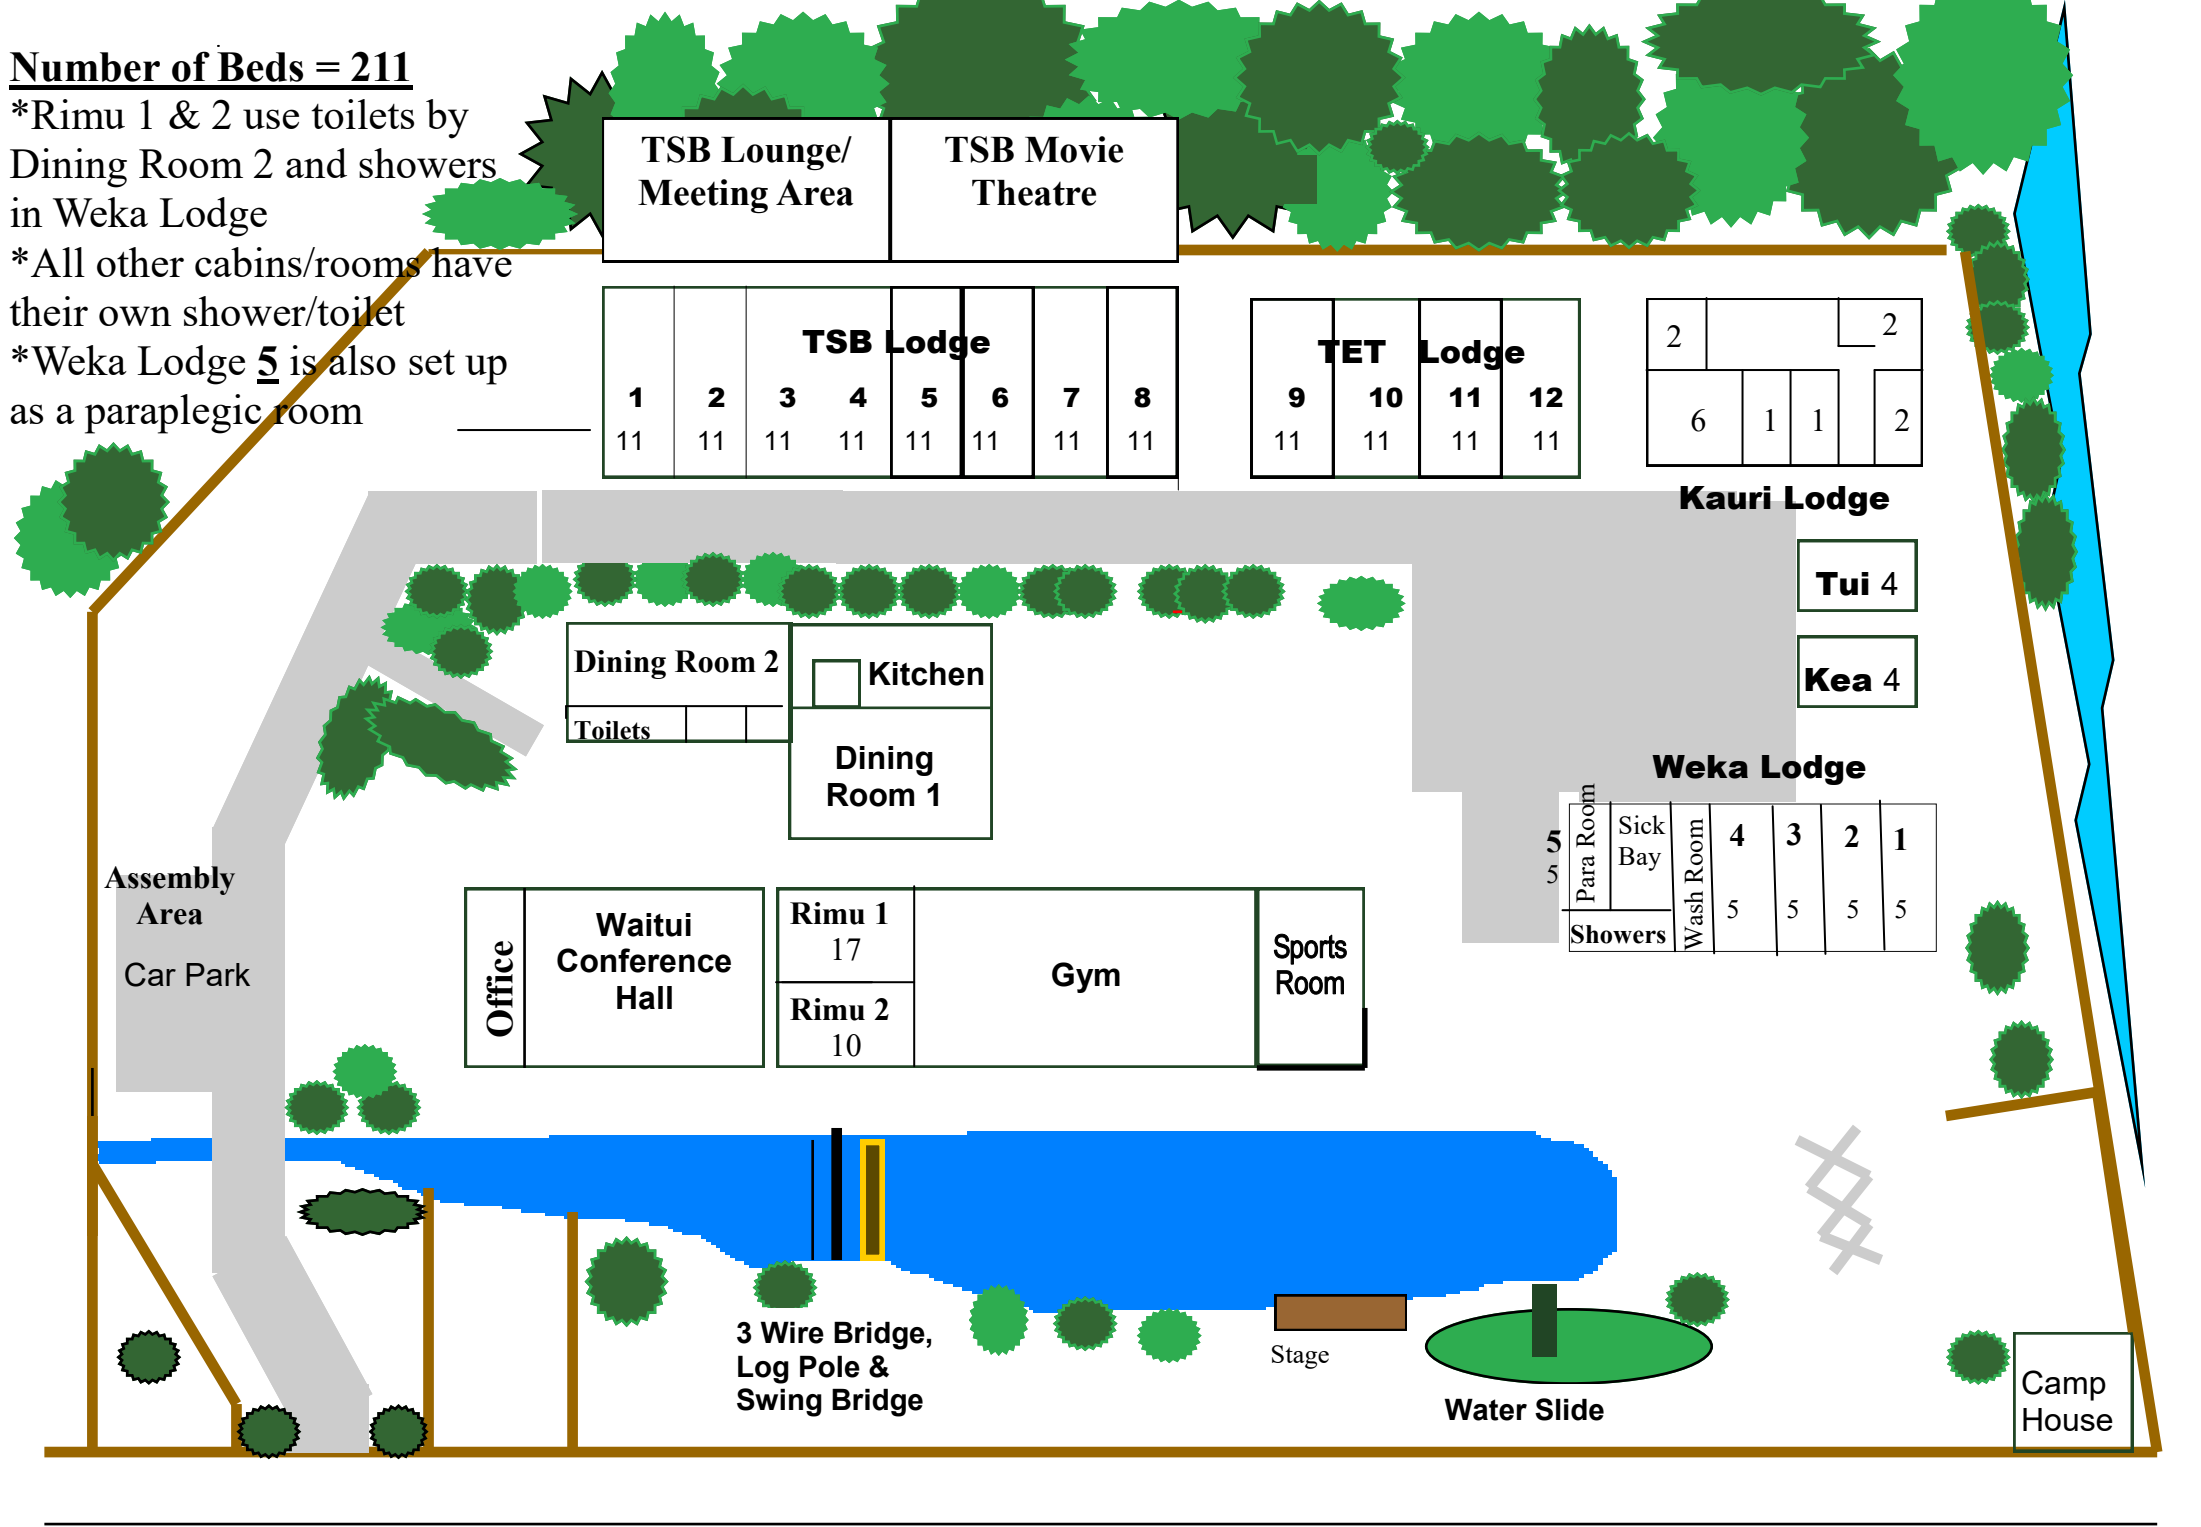 Number of Beds = 211
*Rimu 1 & 2 use toilets by
Dining Room 2 and showers
in Weka Lodge
*All other cabins/rooms have
their own shower/toilet
*Weka Lodge 5 is also set up
as a paraplegic room
TSB Lounge/
Meeting Area
TSB Movie
Theatre
TSB Lodge
1 2 3 4 5 6 7 8
11 11 11 11 11 11 11 11
TET Lodge
9 10 11 12
11 11 11 11
2 2
6 1 1 2
Kauri Lodge
Tui 4
Kea 4
Dining Room 2
Toilets
Kitchen
Dining
Room 1
Weka Lodge
5
5
Para Room
Sick
Bay
Showers
Wash Room
4 3 2 1
5 5 5 5
Assembly
Area
Car Park
Office
Waitui
Conference
Hall
Rimu 1
17
Rimu 2
10
Gym
Sports
Room
3 Wire Bridge,
Log Pole &
Swing Bridge
Stage
Water Slide
Camp
House